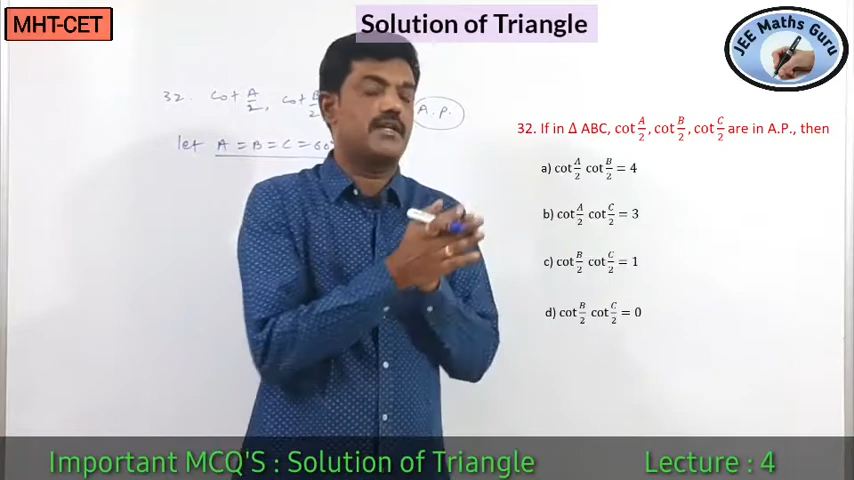 MHT-CET
Solution of Triangle
JEE Maths Guru
32. cot A/2, cot B/2 A.P.
let A = B = C = 60°
32. If in Δ ABC, cot A/2, cot B/2, cot C/2 are in A.P., then
a) cot A/2 cot B/2 = 4
b) cot A/2 cot C/2 = 3
c) cot B/2 cot C/2 = 1
d) cot B/2 cot C/2 = 0
Important MCQ'S : Solution of Triangle
Lecture : 4